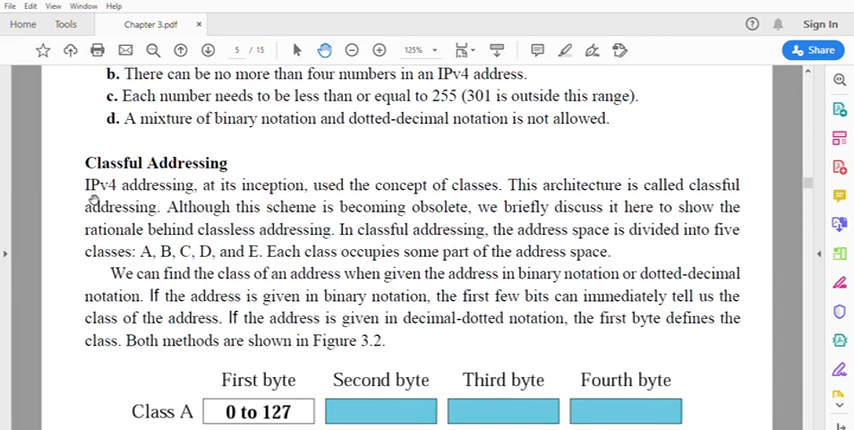 File Edit View Window Help
Home Tools Chapter 3.pdf × Sign In
5 / 15 125% Share
b. There can be no more than four numbers in an IPv4 address.
c. Each number needs to be less than or equal to 255 (301 is outside this range).
d. A mixture of binary notation and dotted-decimal notation is not allowed.
Classful Addressing
IPv4 addressing, at its inception, used the concept of classes. This architecture is called classful
addressing. Although this scheme is becoming obsolete, we briefly discuss it here to show the
rationale behind classless addressing. In classful addressing, the address space is divided into five
classes: A, B, C, D, and E. Each class occupies some part of the address space.
We can find the class of an address when given the address in binary notation or dotted-decimal
notation. If the address is given in binary notation, the first few bits can immediately tell us the
class of the address. If the address is given in decimal-dotted notation, the first byte defines the
class. Both methods are shown in Figure 3.2.
First byte Second byte Third byte Fourth byte
Class A 0 to 127